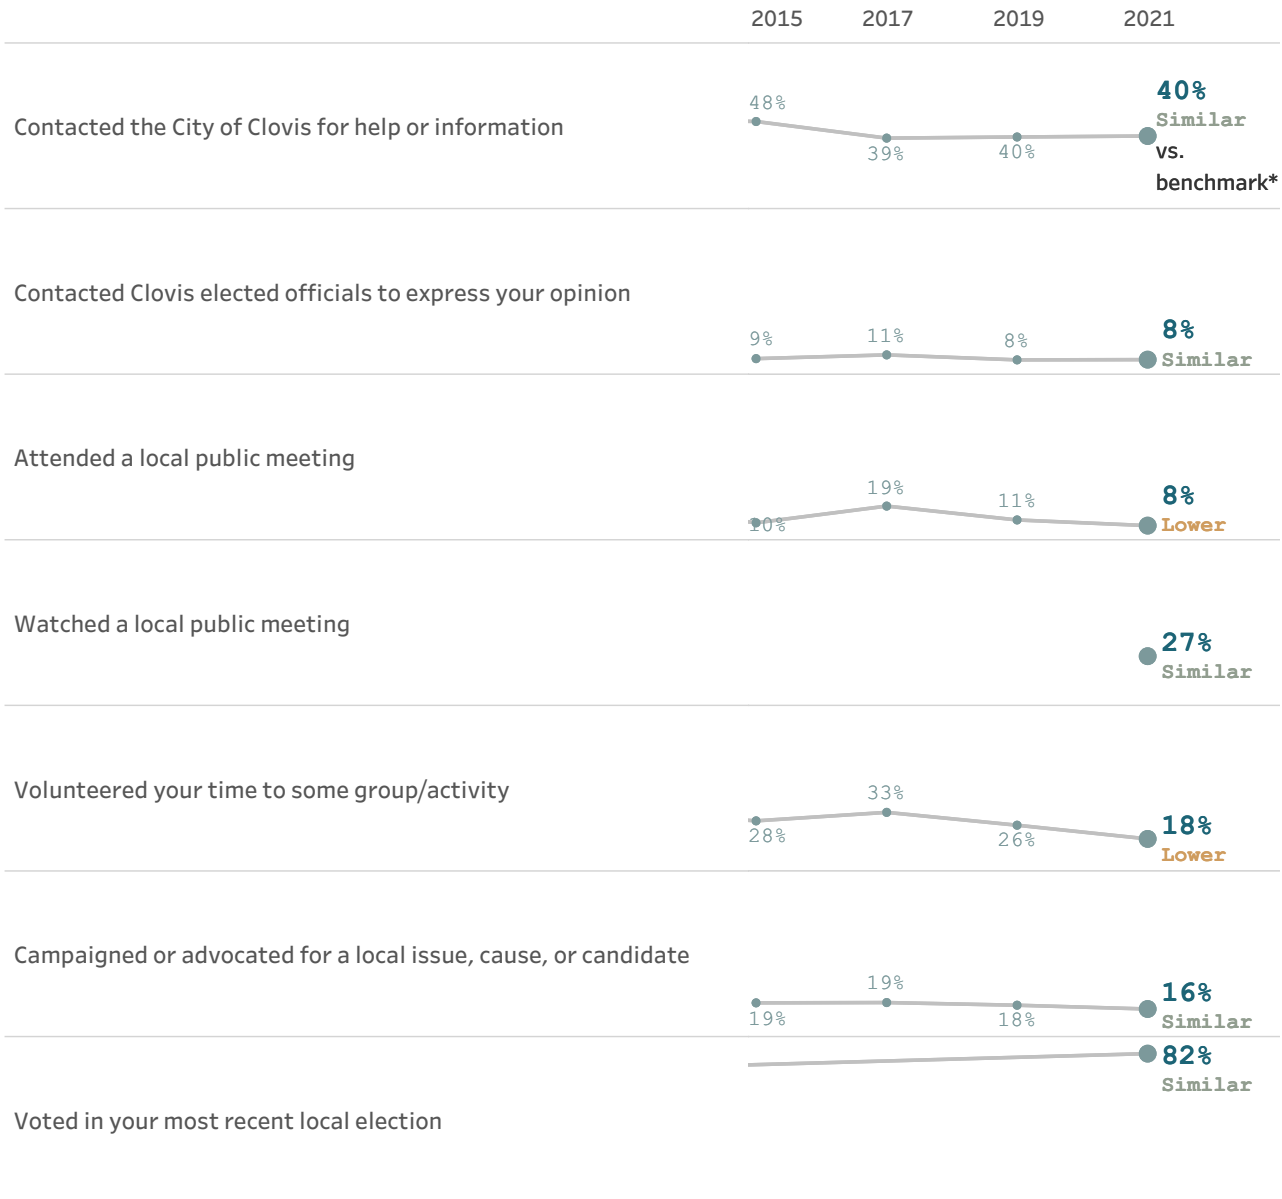 2015 2017 2019 2021
Contacted the City of Clovis for help or information
48%
39%
40%
40%
Similar
vs.
benchmark*
Contacted Clovis elected officials to express your opinion
9%
11%
8%
8%
Similar
Attended a local public meeting
10%
19%
11%
8%
Lower
Watched a local public meeting
27%
Similar
Volunteered your time to some group/activity
28%
33%
26%
18%
Lower
Campaigned or advocated for a local issue, cause, or candidate
19%
19%
18%
16%
Similar
Voted in your most recent local election
82%
Similar